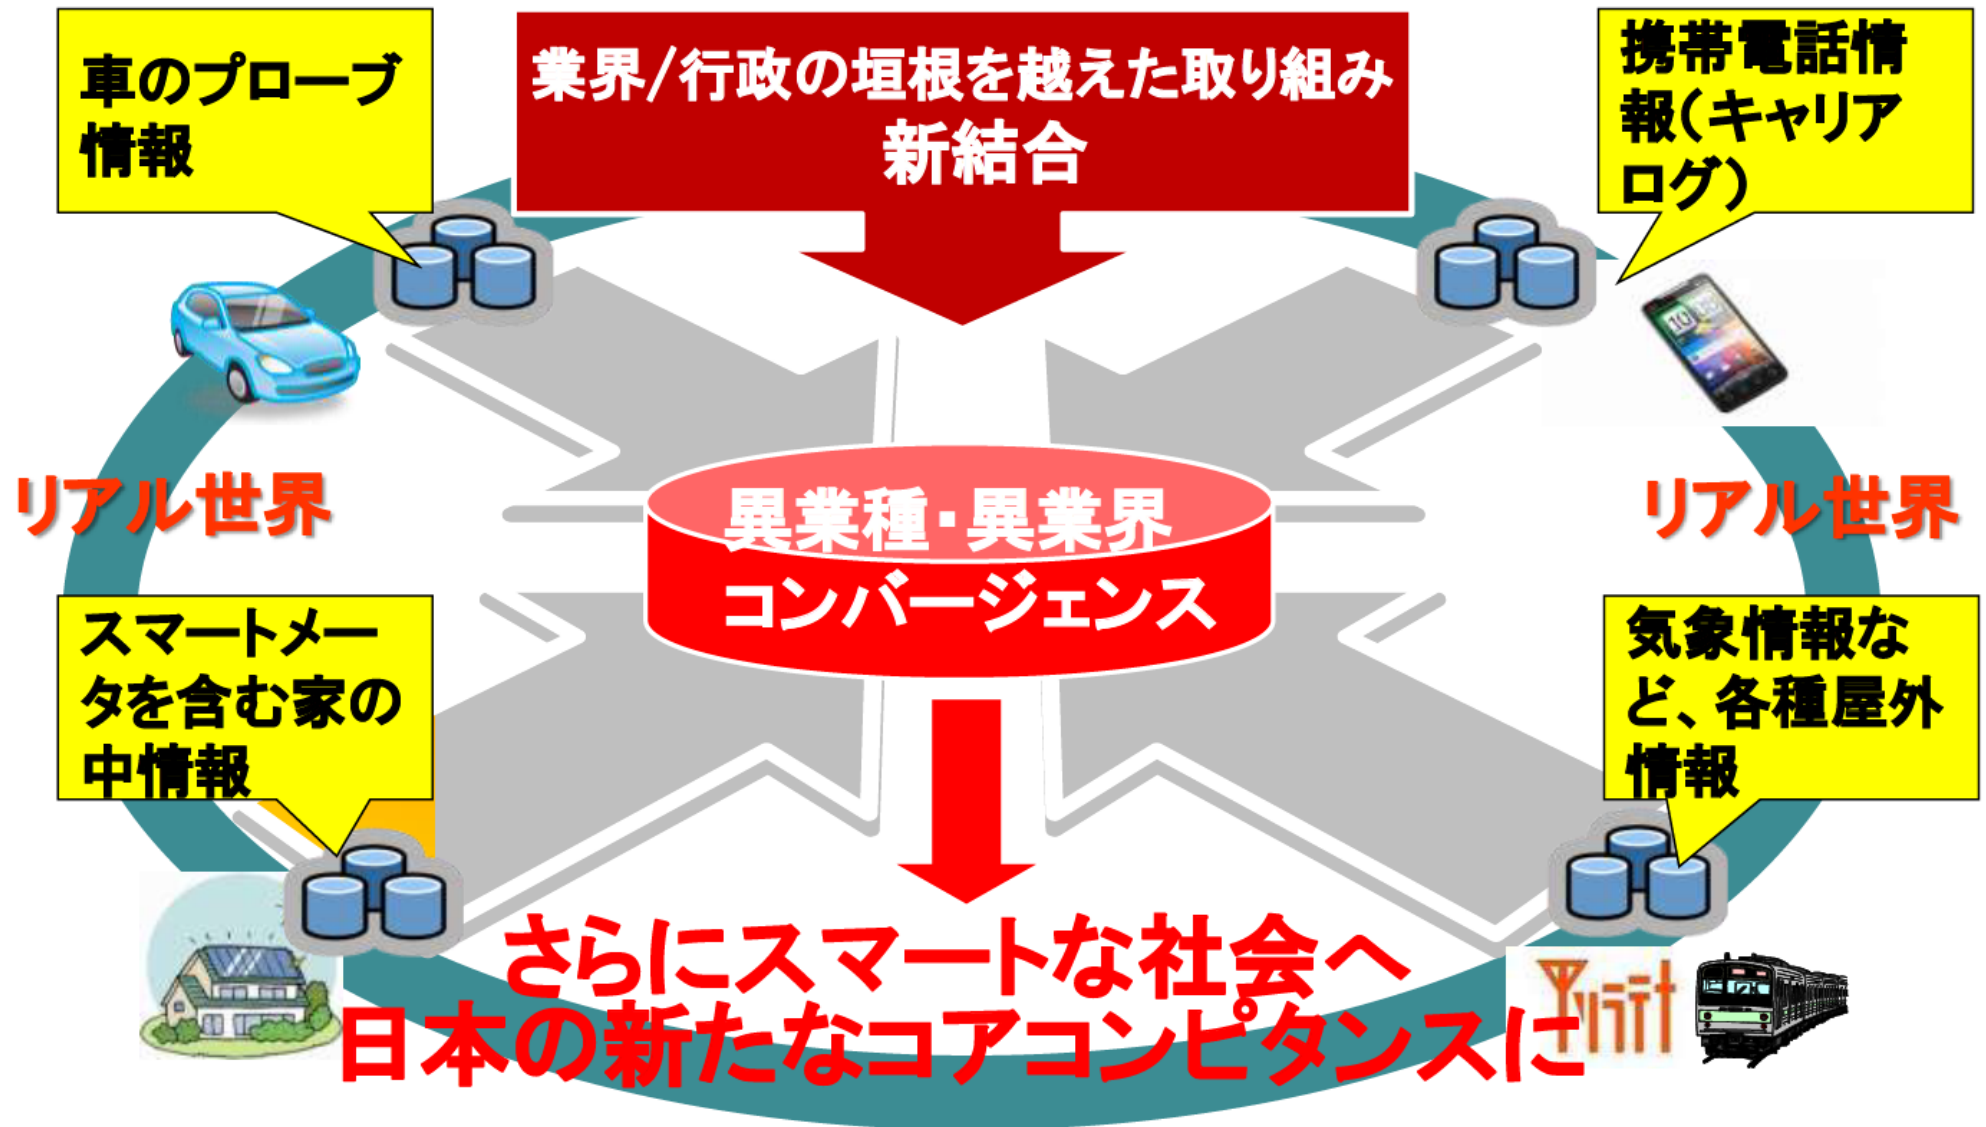 車のプローブ
情報
業界/行政の垣根を越えた取り組み
新結合
携帯電話情
報(キャリア
ログ)
リアル世界
異業種・異業界
コンバージェンス
リアル世界
スマートメー
タを含む家の
中情報
気象情報な
ど、各種屋外
情報
さらにスマートな社会へ
日本の新たなコアコンピタンスに